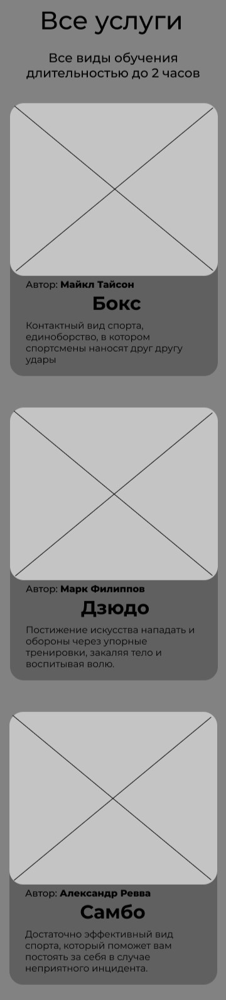 Все услуги
Все виды обучения
длительностью до 2 часов
Автор: Майкл Тайсон
Бокс
Контактный вид спорта,
единоборство, в котором
спортсмены наносят друг другу
удары
Автор: Марк Филиппов
Дзюдо
Постижение искусства нападать и
обороны через упорные
тренировки, закаляя тело и
воспитывая волю.
Автор: Александр Ревва
Самбо
Достаточно эффективный вид
спорта, который поможет вам
постоять за себя в случае
неприятного инцидента.